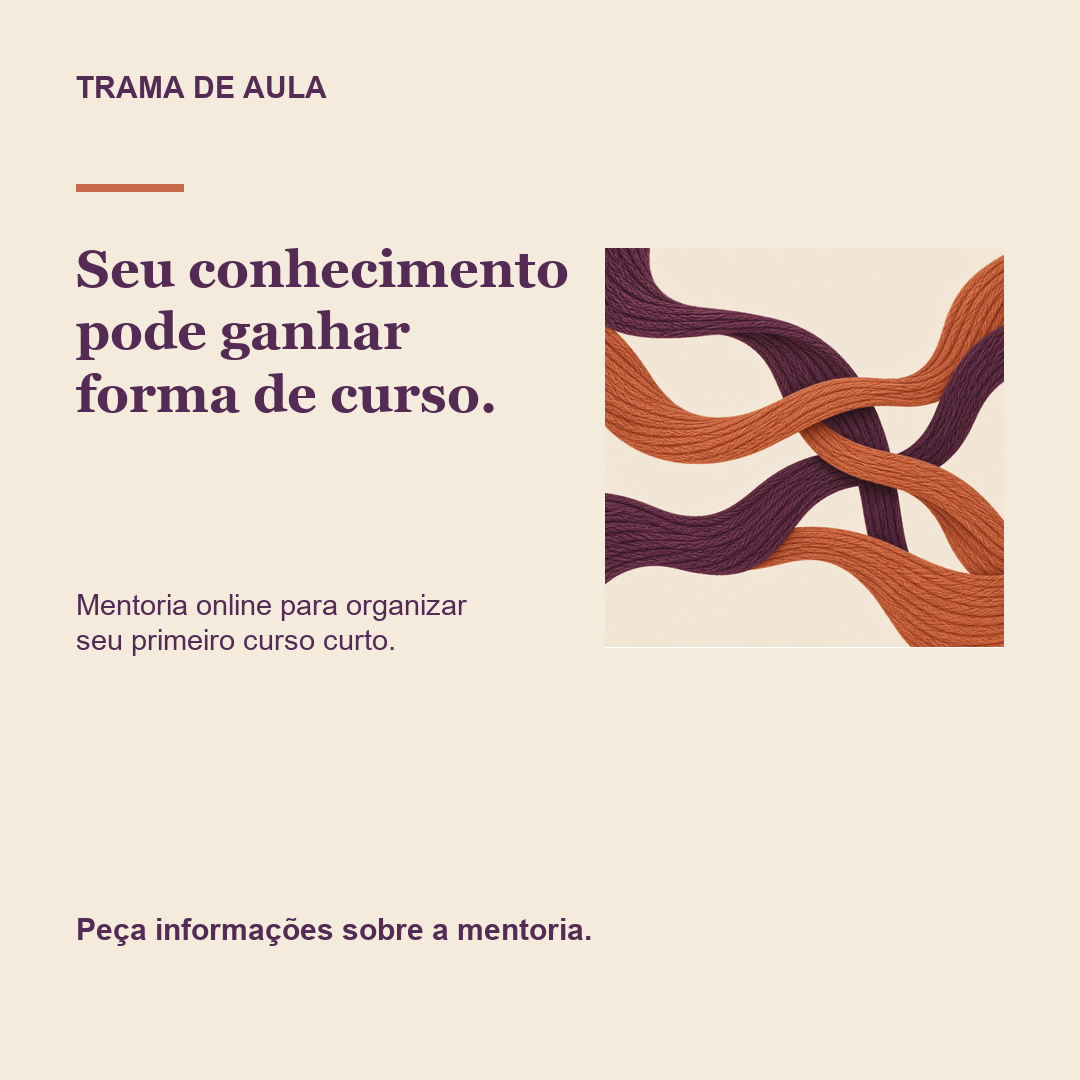 TRAMA DE AULA
Seu conhecimento
pode ganhar
forma de curso.
Mentoria online para organizar
seu primeiro curso curto.
Peça informações sobre a mentoria.